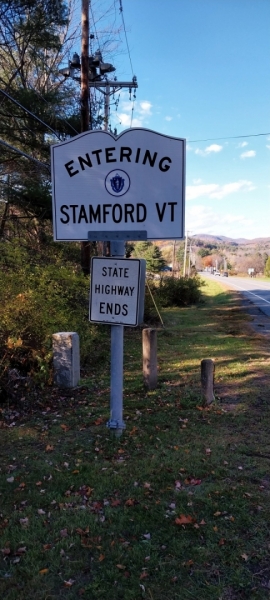 ENTERING
STAMFORD VT
STATE
HIGHWAY
ENDS